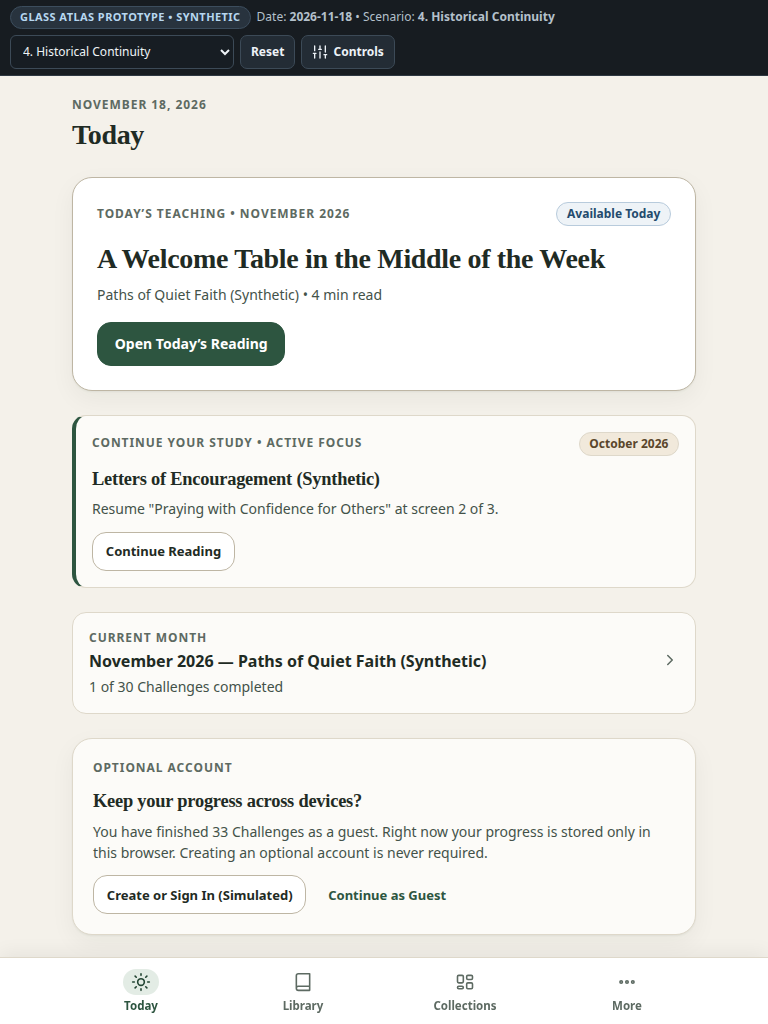 GLASS ATLAS PROTOTYPE • SYNTHETIC Date: 2026-11-18 • Scenario: 4. Historical Continuity
4. Historical Continuity Reset Controls
NOVEMBER 18, 2026
Today
TODAY’S TEACHING • NOVEMBER 2026 Available Today
A Welcome Table in the Middle of the Week
Paths of Quiet Faith (Synthetic) • 4 min read
Open Today’s Reading
CONTINUE YOUR STUDY • ACTIVE FOCUS October 2026
Letters of Encouragement (Synthetic)
Resume "Praying with Confidence for Others" at screen 2 of 3.
Continue Reading
CURRENT MONTH
November 2026 — Paths of Quiet Faith (Synthetic)
1 of 30 Challenges completed
OPTIONAL ACCOUNT
Keep your progress across devices?
You have finished 33 Challenges as a guest. Right now your progress is stored only in
this browser. Creating an optional account is never required.
Create or Sign In (Simulated) Continue as Guest
Today Library Collections More